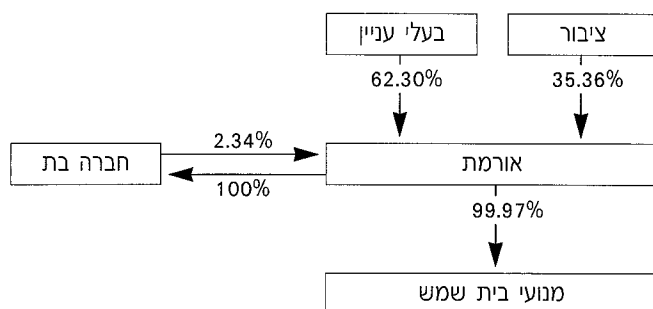 ציבור
בעלי עניין
35.36%
62.30%
2.34%
אורמת
חברה בת
100%
99.97%
מנועי בית שמש